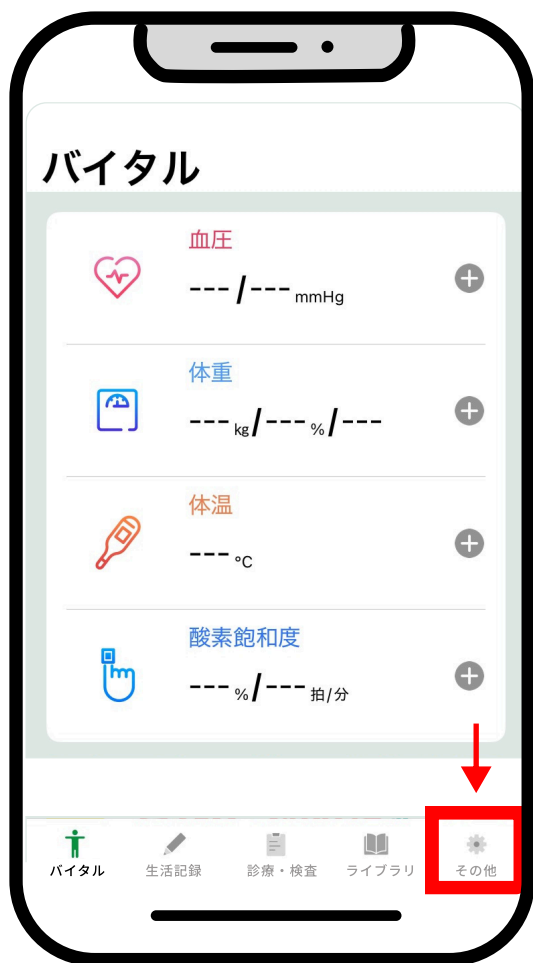 バイタル
血圧
---/---mmHg
体重
---kg/---%/---
体温
---℃
酸素飽和度
---%/---拍/分
バイタル 生活記録 診療・検査 ライブラリ その他